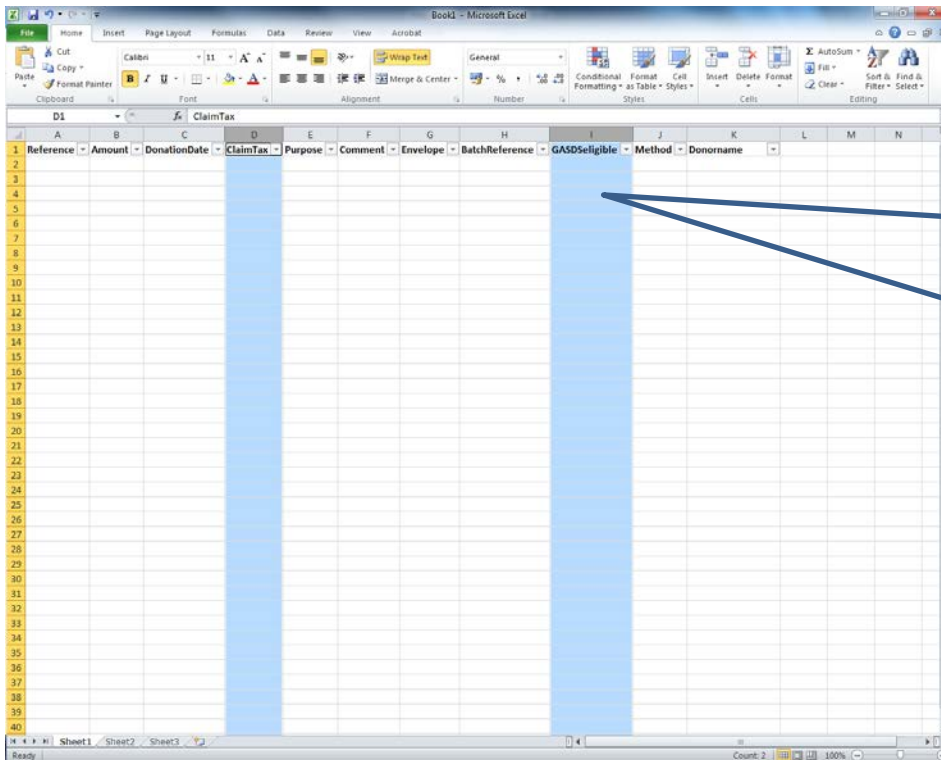 Book1 - Microsoft Excel
File Home Insert Page Layout Formulas Data Review View Acrobat
Cut
Copy
Format Painter
Paste
Calibri 11 A A
Wrap Text
General
Conditional Formatting
Format as Table
Cell Styles
Insert Delete Format
AutoSum
Fill
Clear
Sort & Filter
Find & Select
B I U A
Merge & Center
% ,
Clipboard Font Alignment Number Styles Cells Editing
D1 fx ClaimTax
A B C D E F G H I J K L M N
1 Reference Amount DonationDate ClaimTax Purpose Comment Envelope BatchReference GASDSeligible Method Donorname
2
3
4
5
6
7
8
9
10
11
12
13
14
15
16
17
18
19
20
21
22
23
24
25
26
27
28
29
30
31
32
33
34
35
36
37
38
39
40
Sheet1 Sheet2 Sheet3
Ready Count: 2 100%